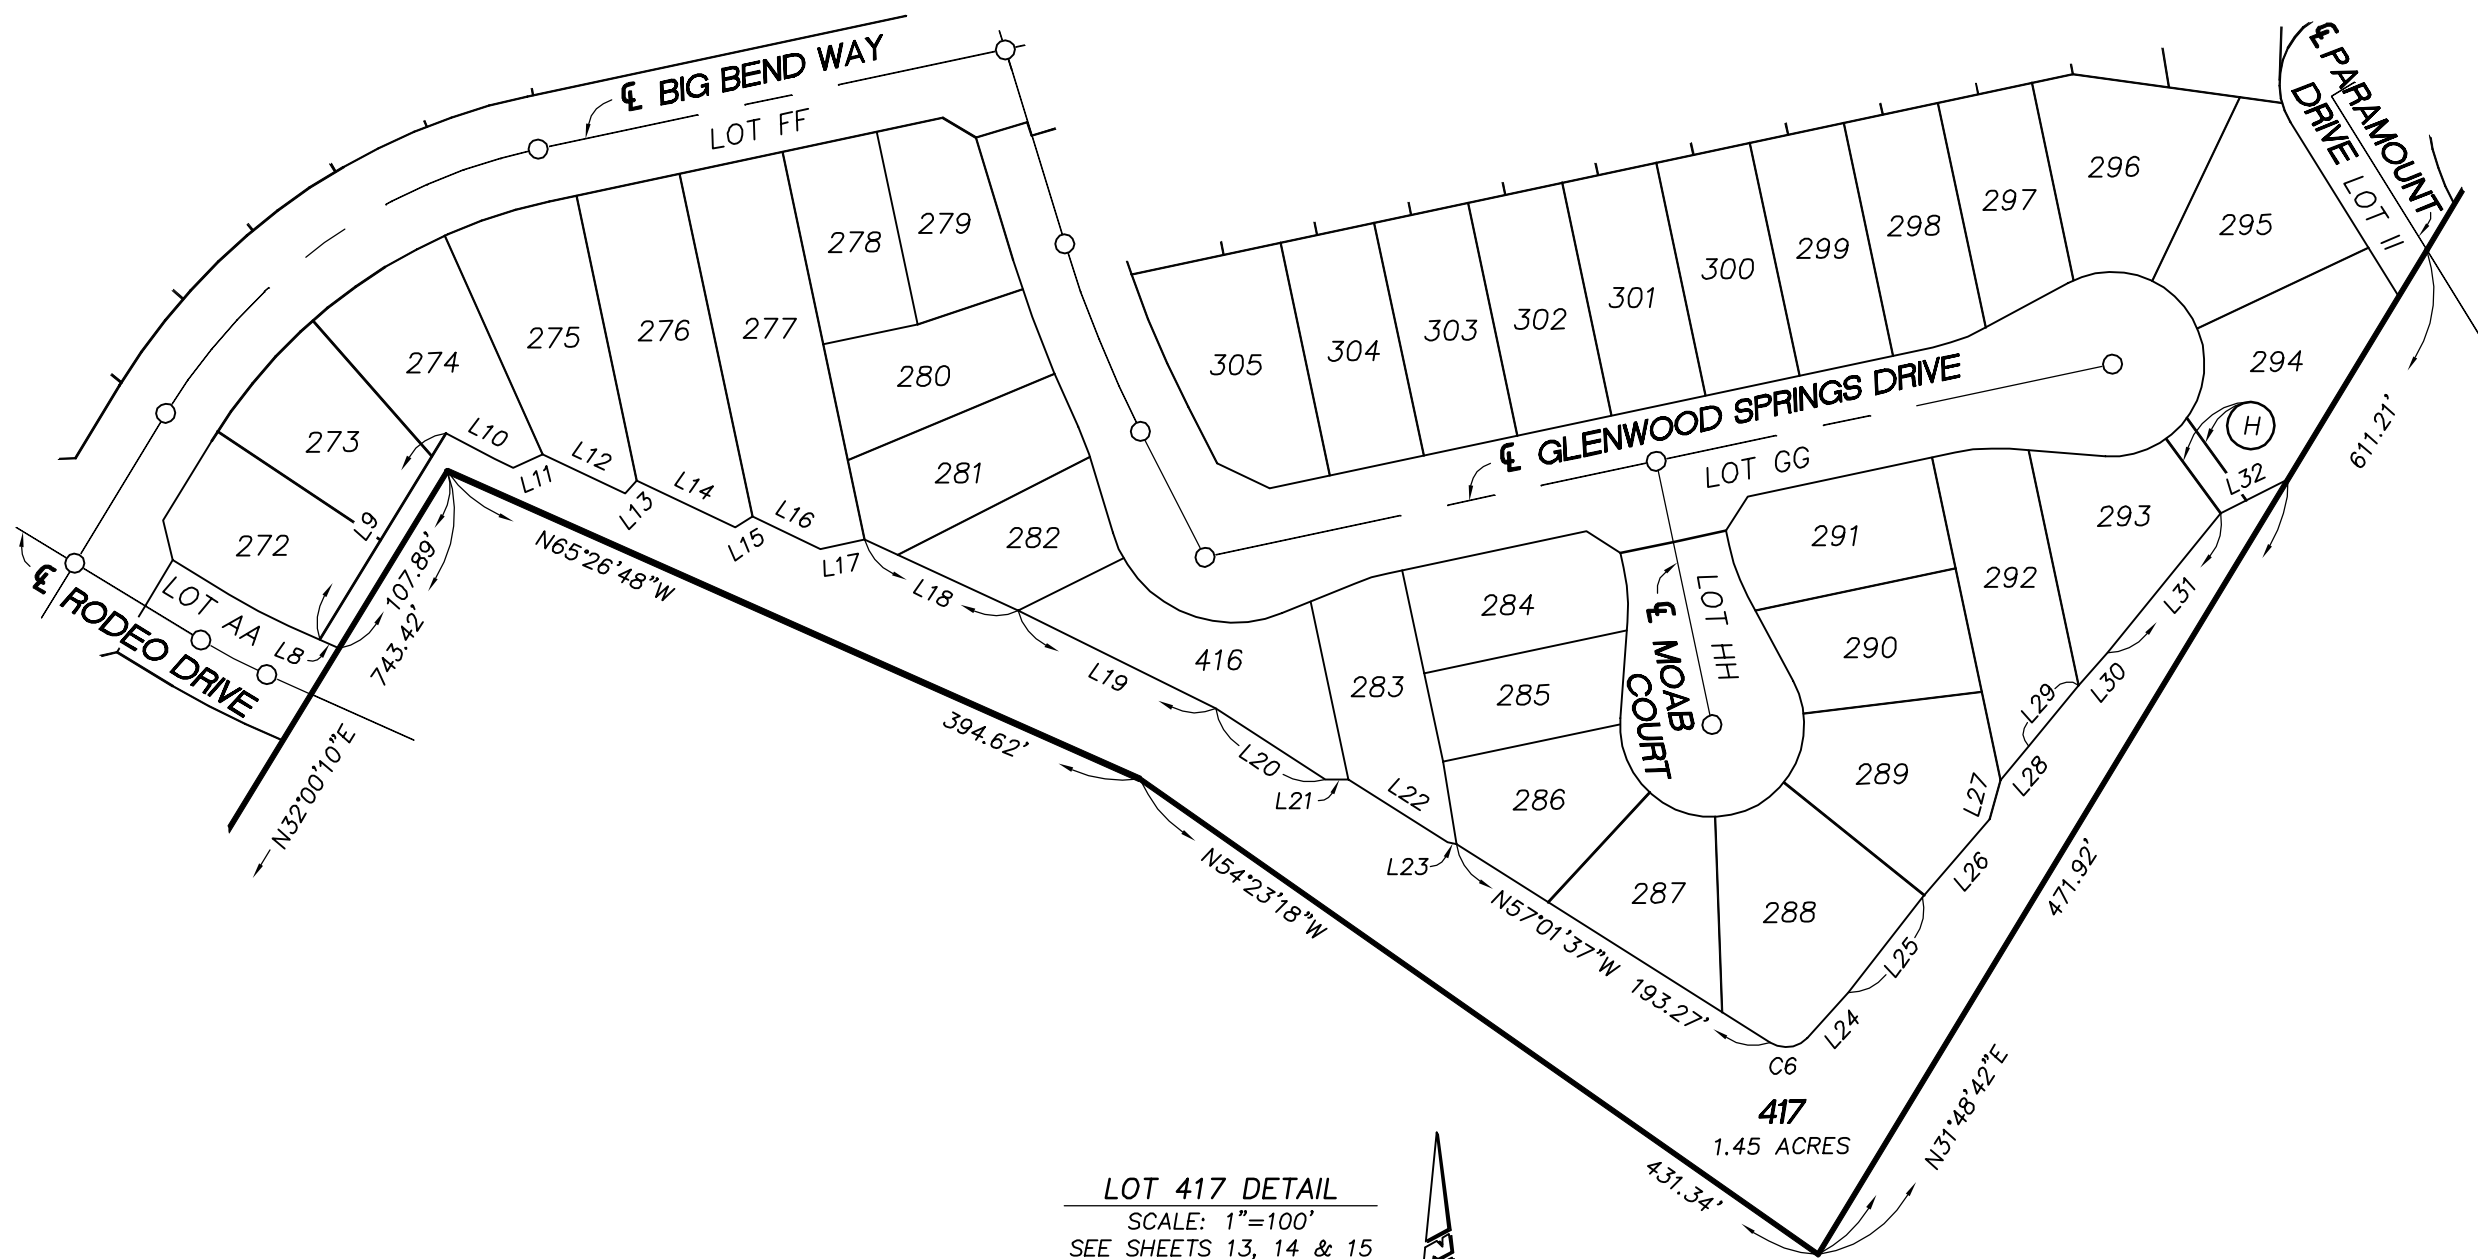 ℄ BIG BEND WAY
LOT FF
℄ PARAMOUNT
DRIVE
LOT II
279
278
277
276
275
274
273
272
280
281
282
305
304
303
302
301
300
299
298
297
296
295
294
H
611.21'
℄ GLENWOOD SPRINGS DRIVE
LOT GG
L10
L11
L12
L13
L14
L15
L16
L17
L18
L19
L20
L21
L22
L23
L9
L8
LOT AA
℄ RODEO DRIVE
107.89'
743.42'
N32°00'10"E
N65°26'48"W
394.62'
416
283
284
285
286
287
288
289
290
291
292
293
LOT HH
℄ MOAB
COURT
L32
L31
L30
L29
L28
L27
L26
L25
L24
C6
N54°23'18"W
N57°01'37"W 193.27'
471.92'
N31°48'42"E
431.34'
417
1.45 ACRES
LOT 417 DETAIL
SCALE: 1"=100'
SEE SHEETS 13, 14 & 15